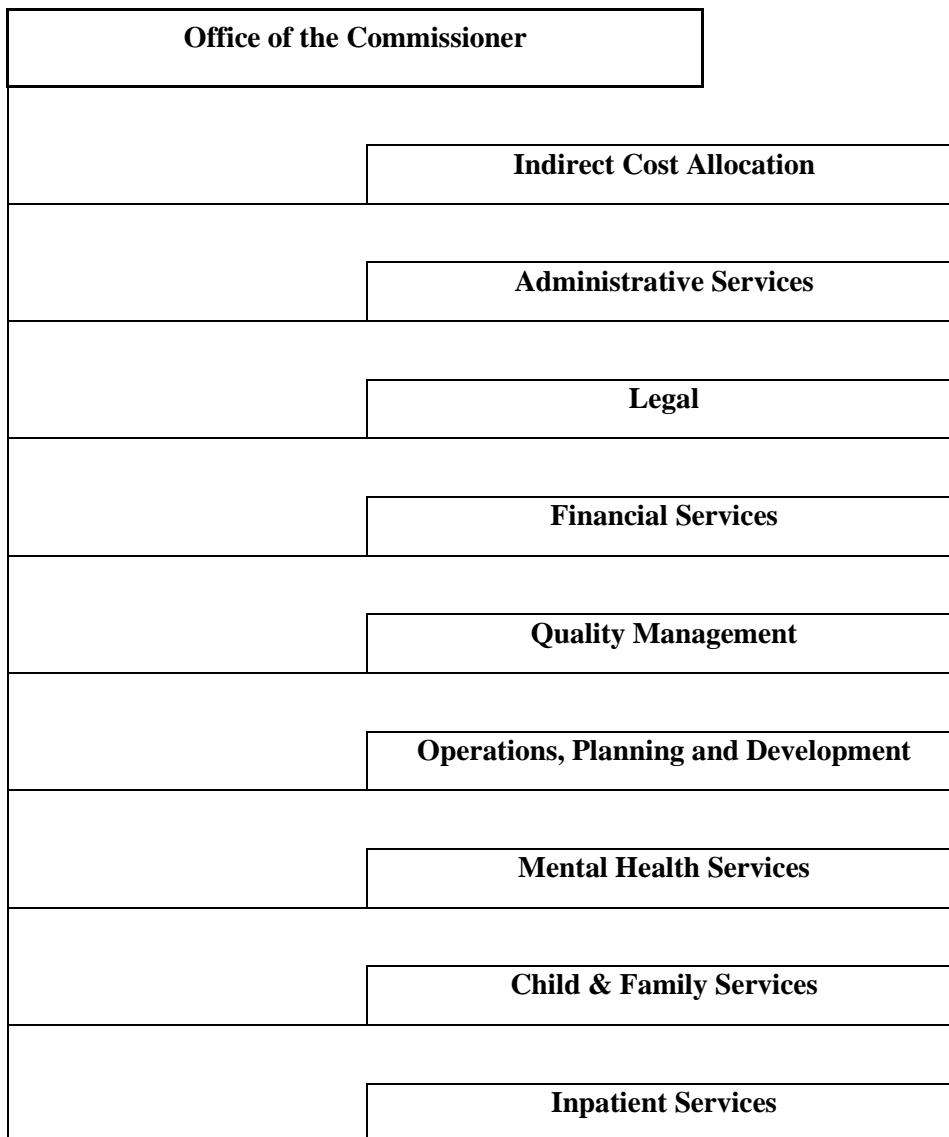 Office of the Commissioner
Indirect Cost Allocation
Administrative Services
Legal
Financial Services
Quality Management
Operations, Planning and Development
Mental Health Services
Child & Family Services
Inpatient Services